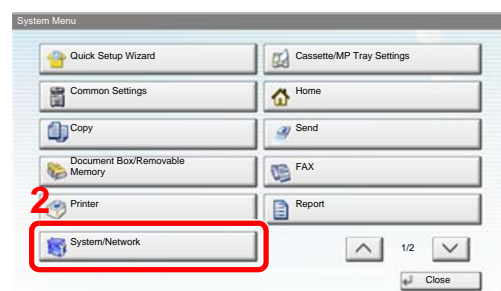 System Menu
Quick Setup Wizard
Cassette/MP Tray Settings
Common Settings
Home
Copy
Send
Document Box/Removable
Memory
FAX
2
Printer
Report
System/Network
1/2
Close